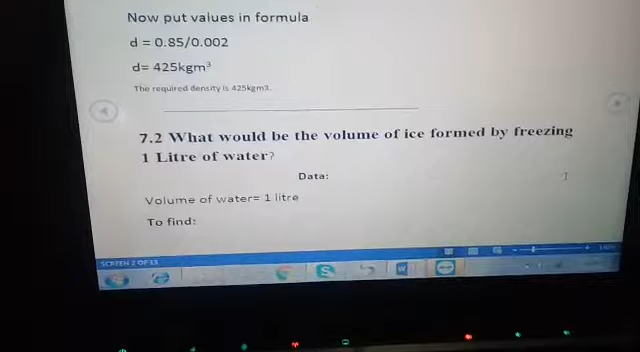 Now put values in formula
d = 0.85/0.002
d= 425kgm³
The required density is 425kgm3.
7.2 What would be the volume of ice formed by freezing
1 Litre of water?
Data:
Volume of water= 1 litre
To find:
SCREEN 2 OF 13